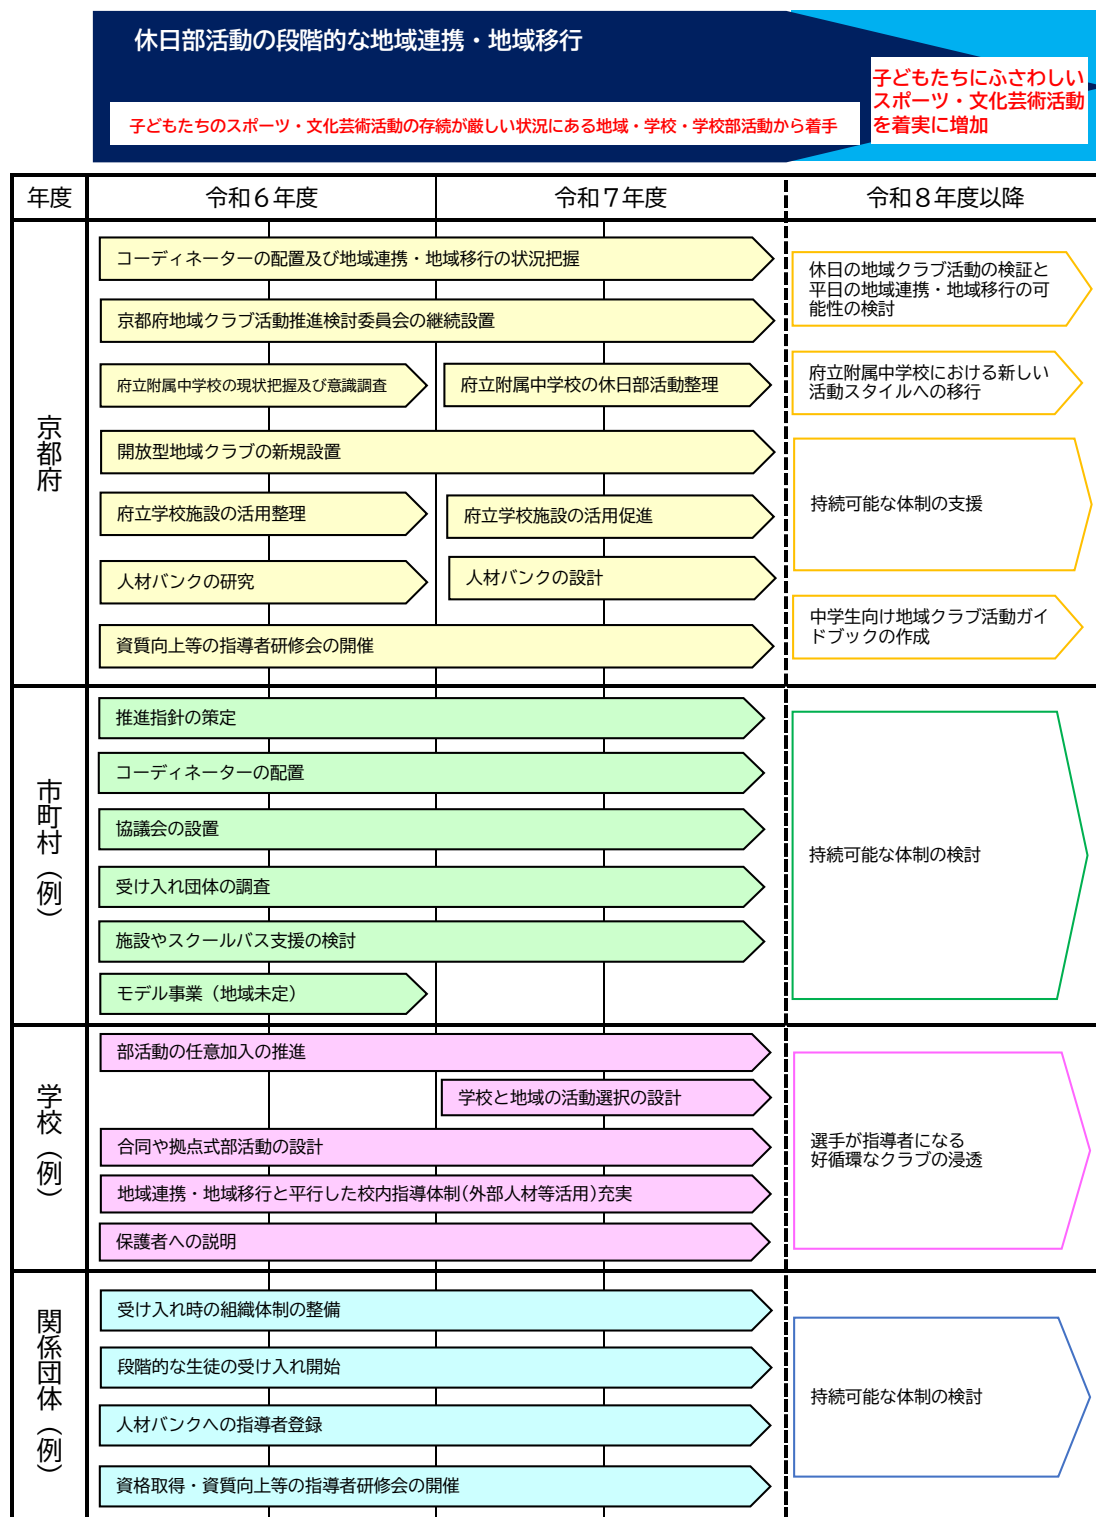 休日部活動の段階的な地域連携・地域移行
子どもたちのスポーツ・文化芸術活動の存続が厳しい状況にある地域・学校・学校部活動から着手
子どもたちにふさわしい
スポーツ・文化芸術活動
を着実に増加
年度
令和６年度
令和７年度
令和８年度以降
京都府
コーディネーターの配置及び地域連携・地域移行の状況把握
京都府地域クラブ活動推進検討委員会の継続設置
府立附属中学校の現状把握及び意識調査
府立附属中学校の休日部活動整理
開放型地域クラブの新規設置
府立学校施設の活用整理
府立学校施設の活用促進
人材バンクの研究
人材バンクの設計
資質向上等の指導者研修会の開催
休日の地域クラブ活動の検証と
平日の地域連携・地域移行の可
能性の検討
府立附属中学校における新しい
活動スタイルへの移行
持続可能な体制の支援
中学生向け地域クラブ活動ガイ
ドブックの作成
市町村（例）
推進指針の策定
コーディネーターの配置
協議会の設置
受け入れ団体の調査
施設やスクールバス支援の検討
モデル事業（地域未定）
持続可能な体制の検討
学校（例）
部活動の任意加入の推進
学校と地域の活動選択の設計
合同や拠点式部活動の設計
地域連携・地域移行と平行した校内指導体制(外部人材等活用)充実
保護者への説明
選手が指導者になる
好循環なクラブの浸透
関係団体（例）
受け入れ時の組織体制の整備
段階的な生徒の受け入れ開始
人材バンクへの指導者登録
資格取得・資質向上等の指導者研修会の開催
持続可能な体制の検討